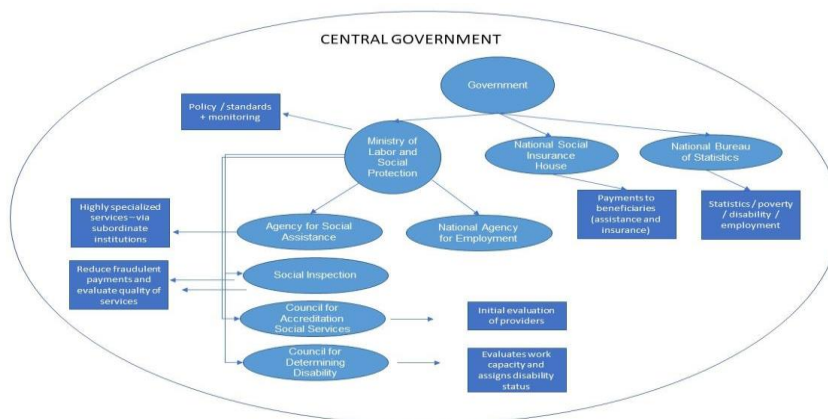 CENTRAL GOVERNMENT
Government
Policy / standards
+ monitoring
Ministry of
Labor and
Social
Protection
National Social
Insurance
House
National Bureau
of Statistics
Highly specialized
services – via
subordinate
institutions
Payments to
beneficiaries
(assistance and
insurance)
Statistics / poverty
/ disability /
employment
Agency for Social
Assistance
National Agency
for Employment
Reduce fraudulent
payments and
evaluate quality of
services
Social Inspection
Council for
Accreditation
Social Services
Initial evaluation
of providers
Council for
Determining
Disability
Evaluates work
capacity and
assigns disability
status